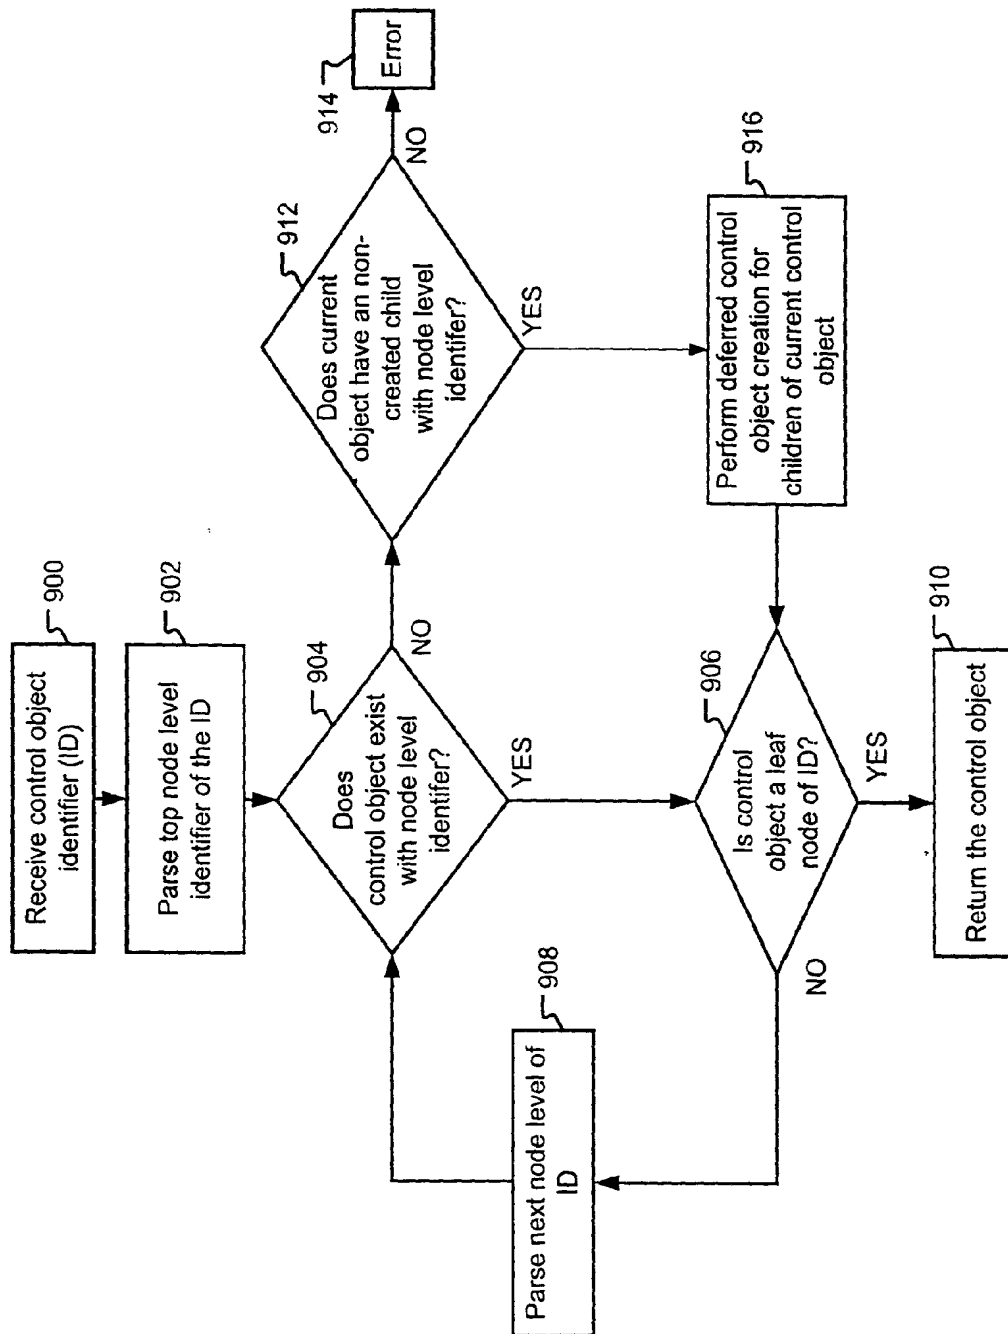 Receive control object
identifier (ID)
900
Parse top node level
identifier of the ID
902
Does
control object exist
with node level
identifer?
904
NO
YES
Does current
object have an non-
created child
with node level
identifer?
912
NO
YES
Error
914
Perform deferred control
object creation for
children of current control
object
916
Is control
object a leaf
node of ID?
906
NO
YES
Parse next node level of
ID
908
Return the control object
910